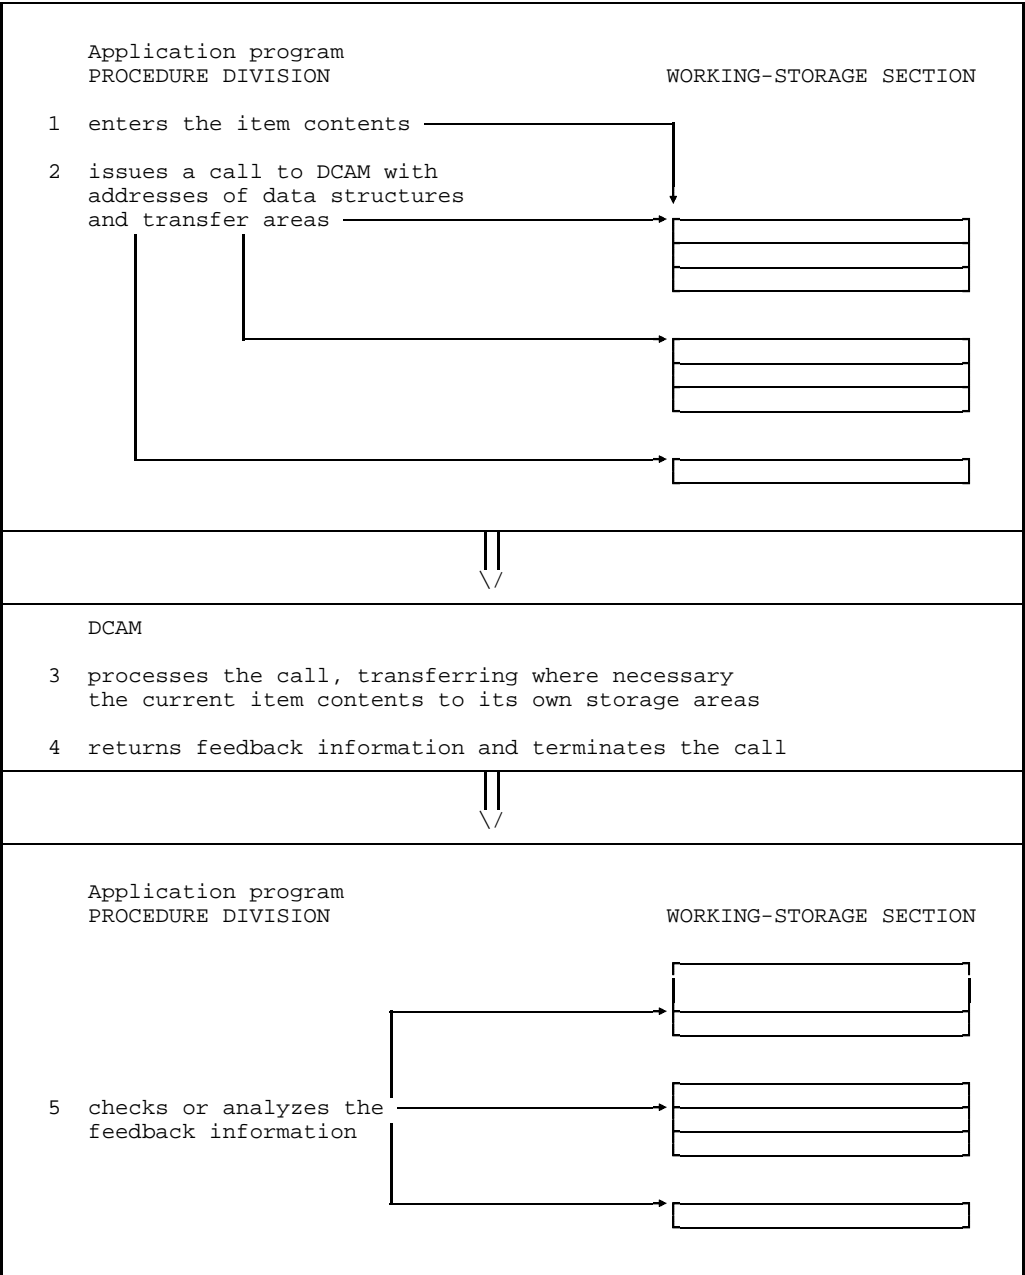 Application program
PROCEDURE DIVISION WORKING-STORAGE SECTION
1 enters the item contents
2 issues a call to DCAM with
addresses of data structures
and transfer areas
DCAM
3 processes the call, transferring where necessary
the current item contents to its own storage areas
4 returns feedback information and terminates the call
Application program
PROCEDURE DIVISION WORKING-STORAGE SECTION
5 checks or analyzes the
feedback information